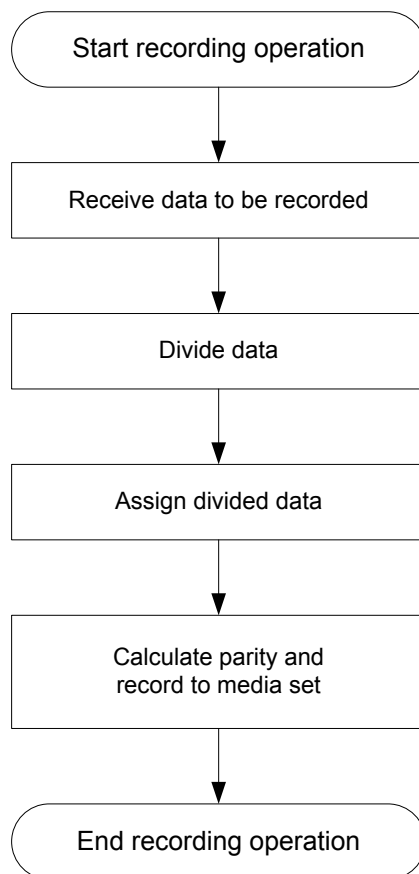 Start recording operation
Receive data to be recorded
Divide data
Assign divided data
Calculate parity and
record to media set
End recording operation